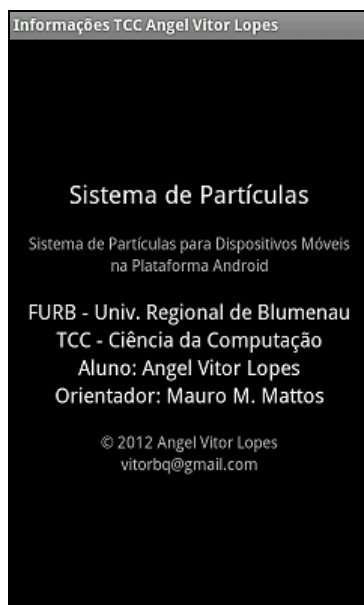 Informações TCC Angel Vitor Lopes
Sistema de Partículas
Sistema de Partículas para Dispositivos Móveis
na Plataforma Android
FURB - Univ. Regional de Blumenau
TCC - Ciência da Computação
Aluno: Angel Vitor Lopes
Orientador: Mauro M. Mattos
© 2012 Angel Vitor Lopes
vitorbq@gmail.com